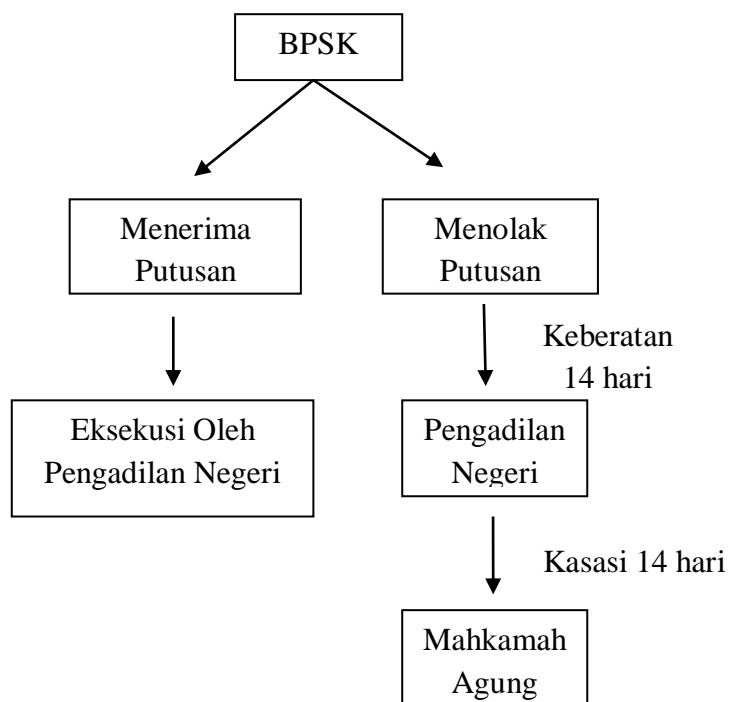 BPSK
Menerima
Putusan
Menolak
Putusan
Keberatan
14 hari
Eksekusi Oleh
Pengadilan Negeri
Pengadilan
Negeri
Kasasi 14 hari
Mahkamah
Agung